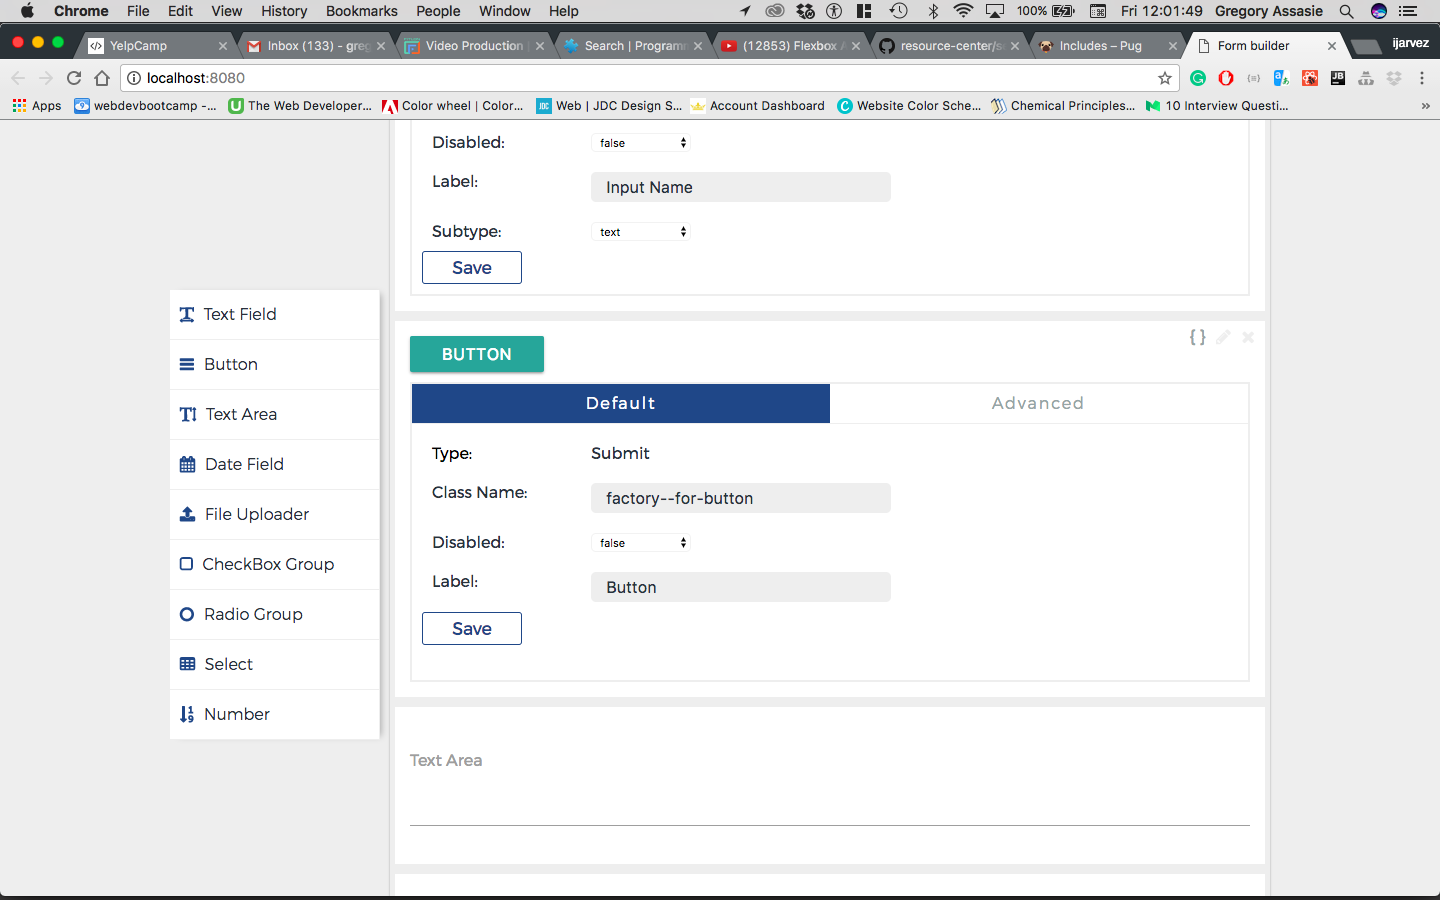 Chrome File Edit View History Bookmarks People Window Help 100% Fri 12:01:49 Gregory Assasie
YelpCamp Inbox (133) - greg Video Production Search | Program (12853) Flexbox A resource-center/s Includes – Pug Form builder ijarvez
localhost:8080
Apps webdevbootcamp -... The Web Developer... Color wheel | Color... Web | JDC Design S... Account Dashboard Website Color Sche... Chemical Principles... 10 Interview Questi... »
Disabled: false
Label: Input Name
Subtype: text
Save
Text Field
Button
Text Area
Date Field
File Uploader
CheckBox Group
Radio Group
Select
Number
{ }
BUTTON
Default Advanced
Type: Submit
Class Name: factory--for-button
Disabled: false
Label: Button
Save
Text Area